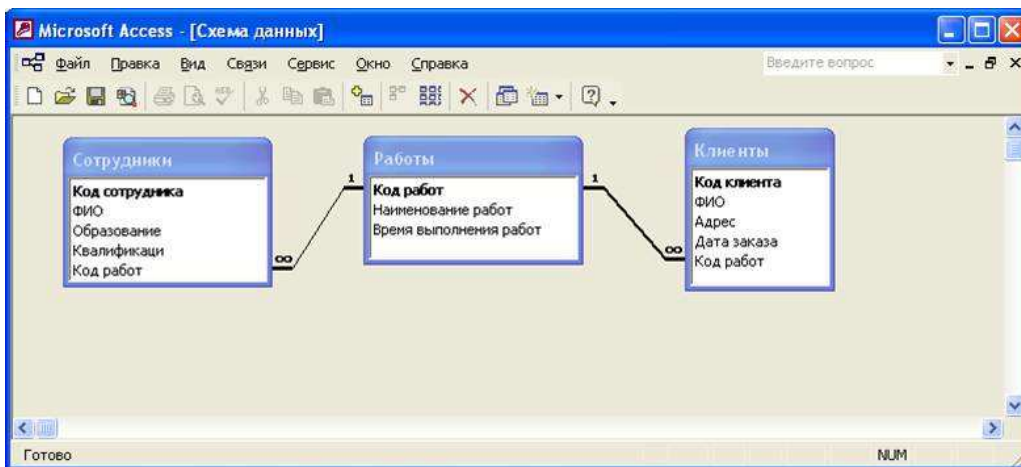 Microsoft Access - [Схема данных]
Файл Правка Вид Связи Сервис Окно Справка
Введите вопрос
Сотрудники
Код сотрудника
ФИО
Образование
Квалификаци
Код работ
1
∞
Работы
Код работ
Наименование работ
Время выполнения работ
1
∞
Клиенты
Код клиента
ФИО
Адрес
Дата заказа
Код работ
Готово
NUM